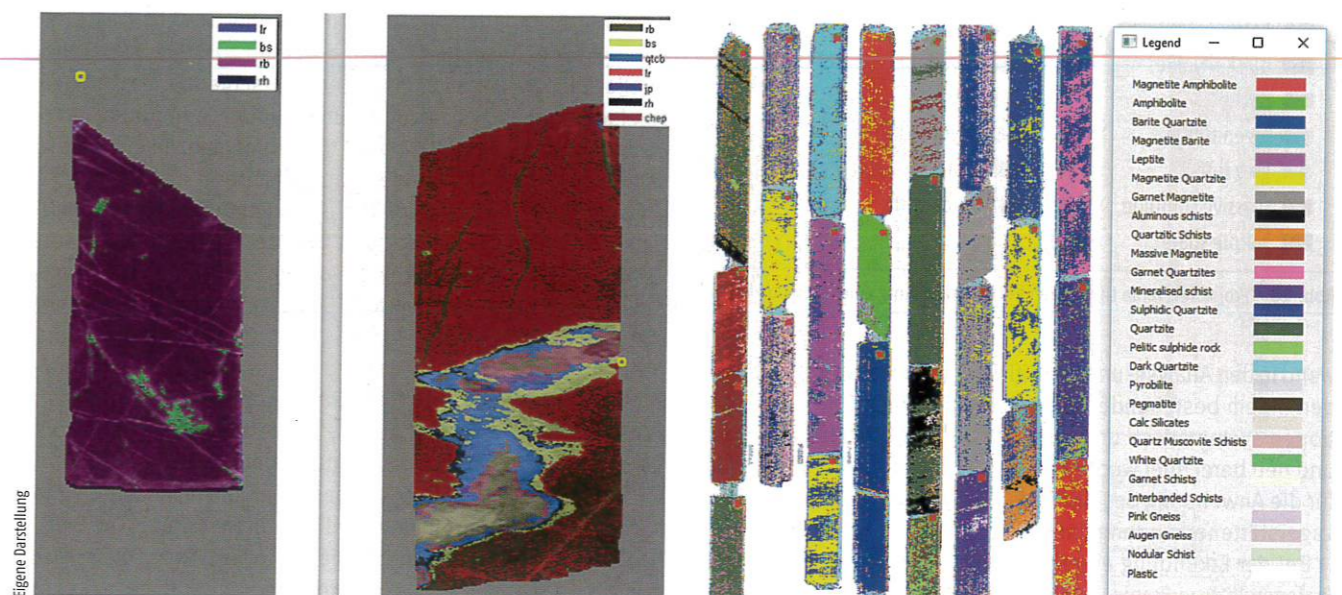 lr
bs
rb
rh
rb
bs
qtcb
lr
jp
rh
chep
Legend
Magnetite Amphibolite
Amphibolite
Barite Quartzite
Magnetite Barite
Leptite
Magnetite Quartzite
Garnet Magnetite
Aluminous schists
Quartzitic Schists
Massive Magnetite
Garnet Quartzites
Mineralised schist
Sulphidic Quartzite
Quartzite
Pelitic sulphide rock
Dark Quartzite
Pyrobilite
Pegmatite
Calc Silicates
Quartz Muscovite Schists
White Quartzite
Garnet Schists
Interbanded Schists
Pink Gneiss
Augen Gneiss
Nodular Schist
Plastic
Eigene Darstellung